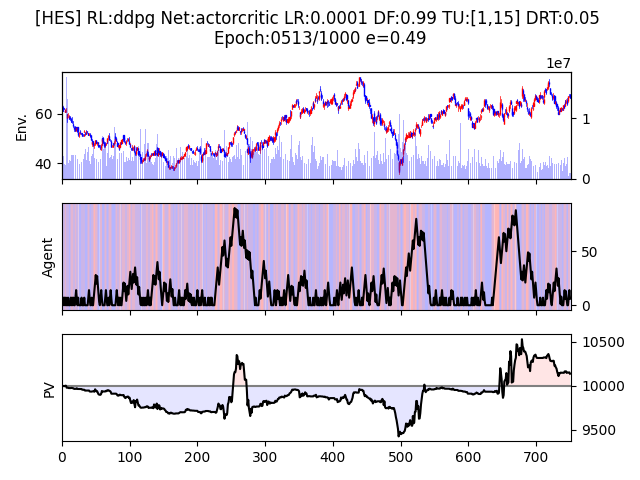 [HES] RL:ddpg Net:actorcritic LR:0.0001 DF:0.99 TU:[1,15] DRT:0.05
Epoch:0513/1000 e=0.49
1e7
Env.
60
40
1
0
Agent
50
0
PV
10500
10000
9500
0 100 200 300 400 500 600 700